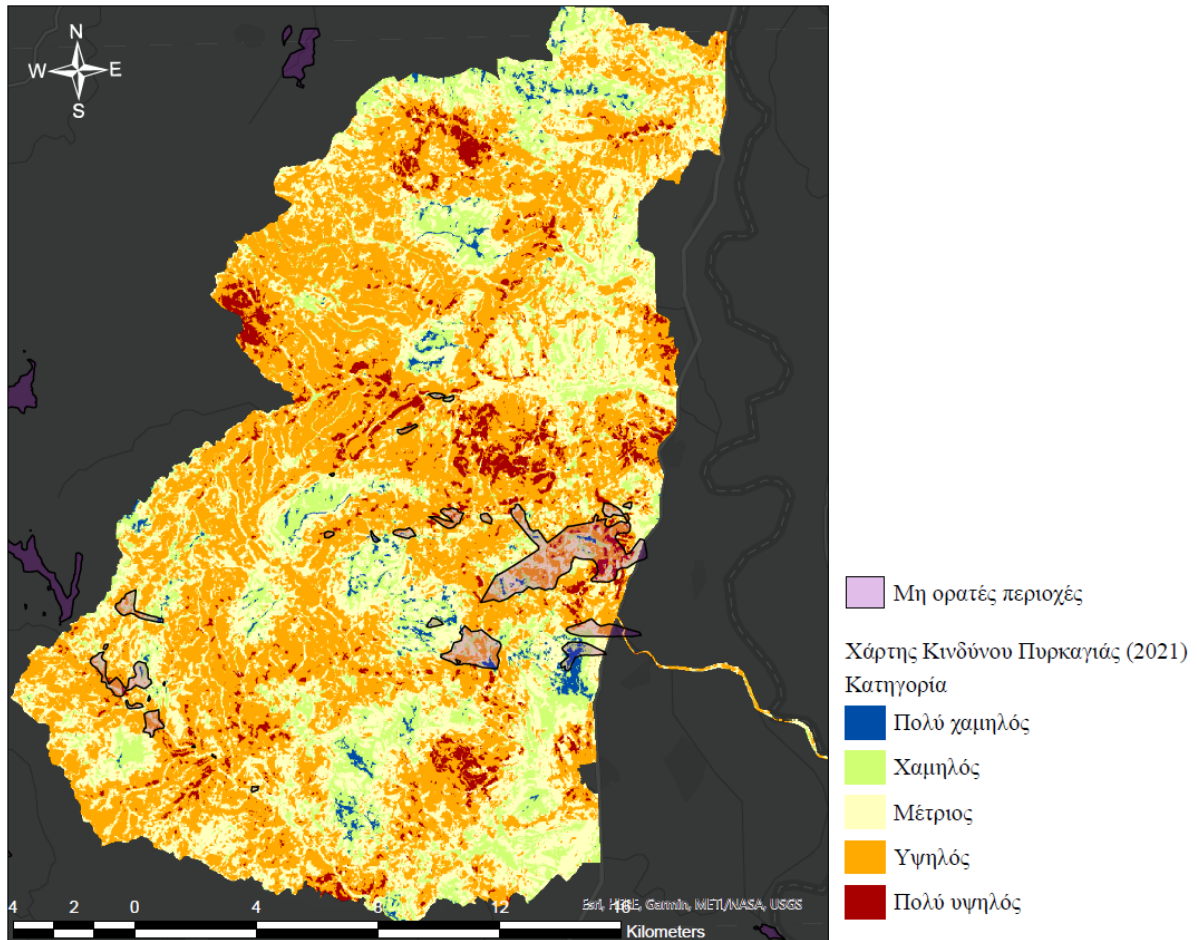 N
W E
S
Μη ορατές περιοχές
Χάρτης Κινδύνου Πυρκαγιάς (2021)
Κατηγορία
Πολύ χαμηλός
Χαμηλός
Μέτριος
Υψηλός
Πολύ υψηλός
4 2 0 4 8 12 16
Esri, HERE, Garmin, METI/NASA, USGS
Kilometers